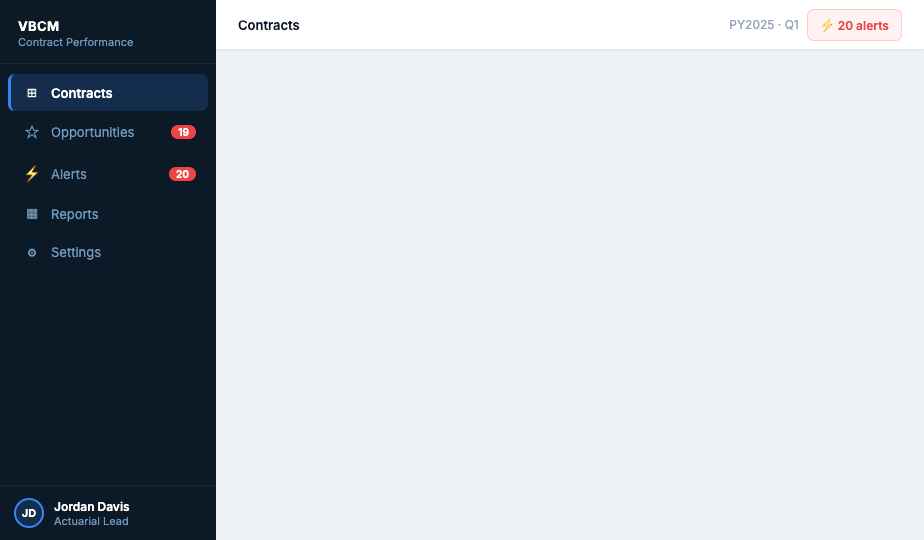 VBCM
Contract Performance
Contracts
Opportunities 19
Alerts 20
Reports
Settings
JD
Jordan Davis
Actuarial Lead
Contracts
PY2025 · Q1
⚡ 20 alerts